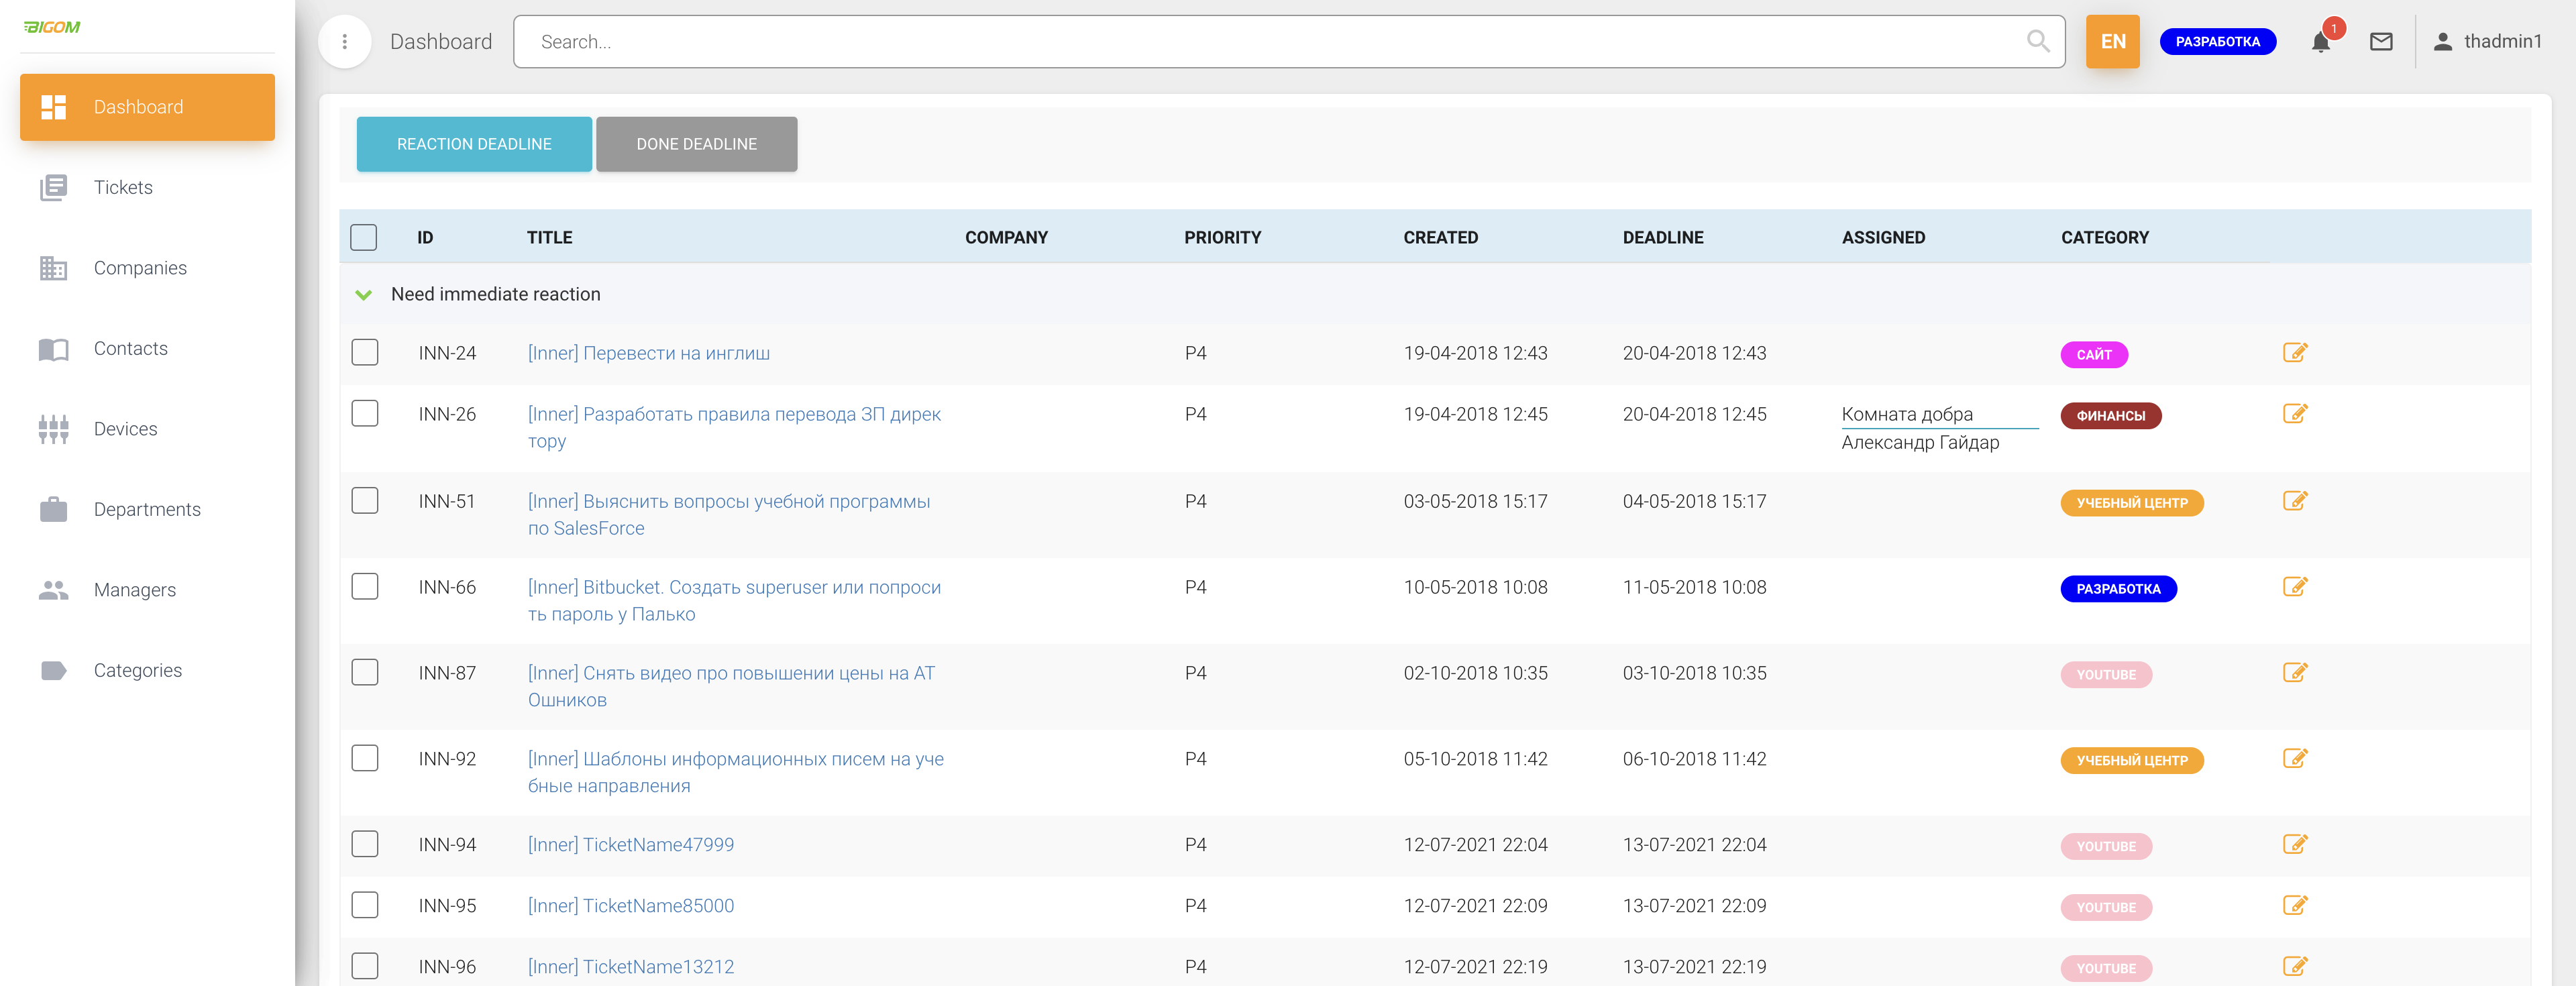 BIGOM
Dashboard
Search...
EN
РАЗРАБОТКА
1
thadmin1
Dashboard
Tickets
Companies
Contacts
Devices
Departments
Managers
Categories
REACTION DEADLINE
DONE DEADLINE
ID TITLE COMPANY PRIORITY CREATED DEADLINE ASSIGNED CATEGORY
Need immediate reaction
INN-24 [Inner] Перевести на инглиш P4 19-04-2018 12:43 20-04-2018 12:43 САЙТ
INN-26 [Inner] Разработать правила перевода ЗП дирек P4 19-04-2018 12:45 20-04-2018 12:45 Комната добра ФИНАНСЫ
тору Александр Гайдар
INN-51 [Inner] Выяснить вопросы учебной программы P4 03-05-2018 15:17 04-05-2018 15:17 УЧЕБНЫЙ ЦЕНТР
по SalesForce
INN-66 [Inner] Bitbucket. Создать superuser или попроси P4 10-05-2018 10:08 11-05-2018 10:08 РАЗРАБОТКА
ть пароль у Палько
INN-87 [Inner] Снять видео про повышении цены на АТ P4 02-10-2018 10:35 03-10-2018 10:35 YOUTUBE
Ошников
INN-92 [Inner] Шаблоны информационных писем на уче P4 05-10-2018 11:42 06-10-2018 11:42 УЧЕБНЫЙ ЦЕНТР
бные направления
INN-94 [Inner] TicketName47999 P4 12-07-2021 22:04 13-07-2021 22:04 YOUTUBE
INN-95 [Inner] TicketName85000 P4 12-07-2021 22:09 13-07-2021 22:09 YOUTUBE
INN-96 [Inner] TicketName13212 P4 12-07-2021 22:19 13-07-2021 22:19 YOUTUBE